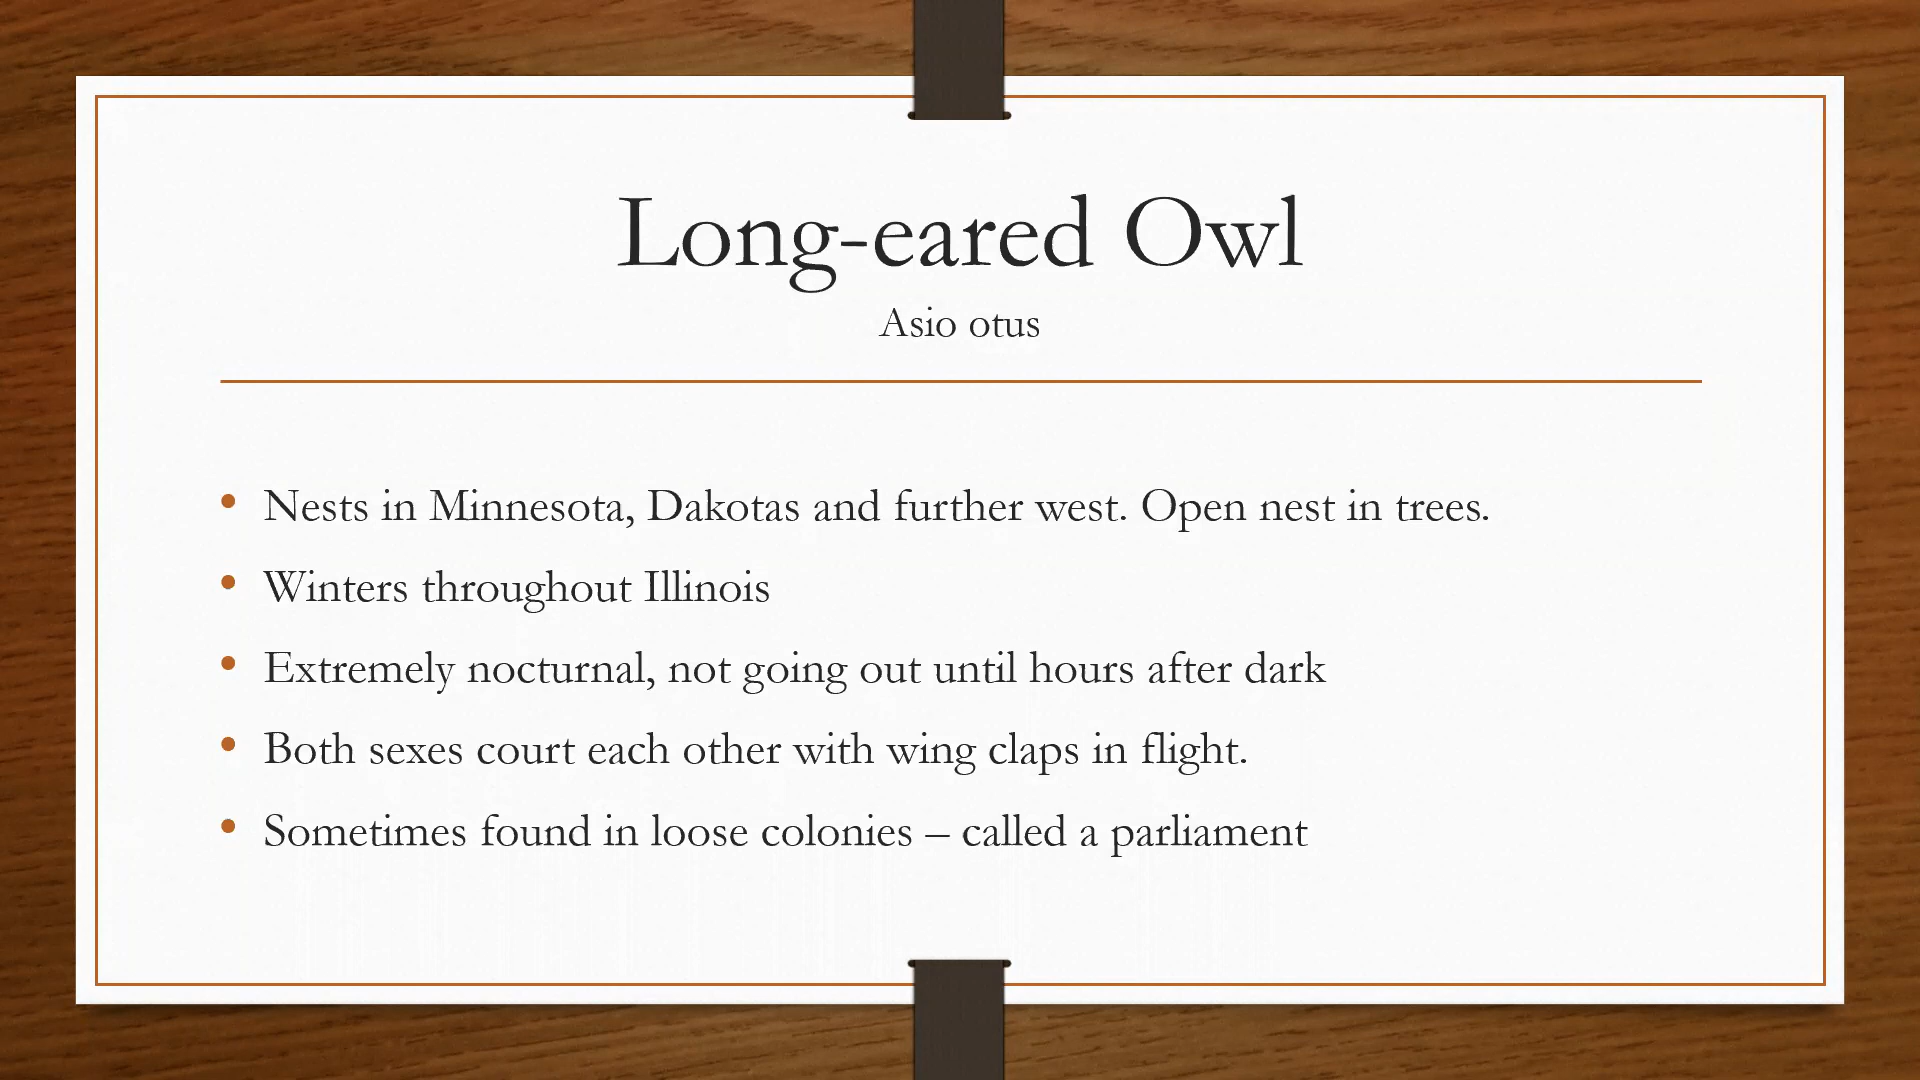 Long-eared Owl
Asio otus
• Nests in Minnesota, Dakotas and further west. Open nest in trees.
• Winters throughout Illinois
• Extremely nocturnal, not going out until hours after dark
• Both sexes court each other with wing claps in flight.
• Sometimes found in loose colonies – called a parliament